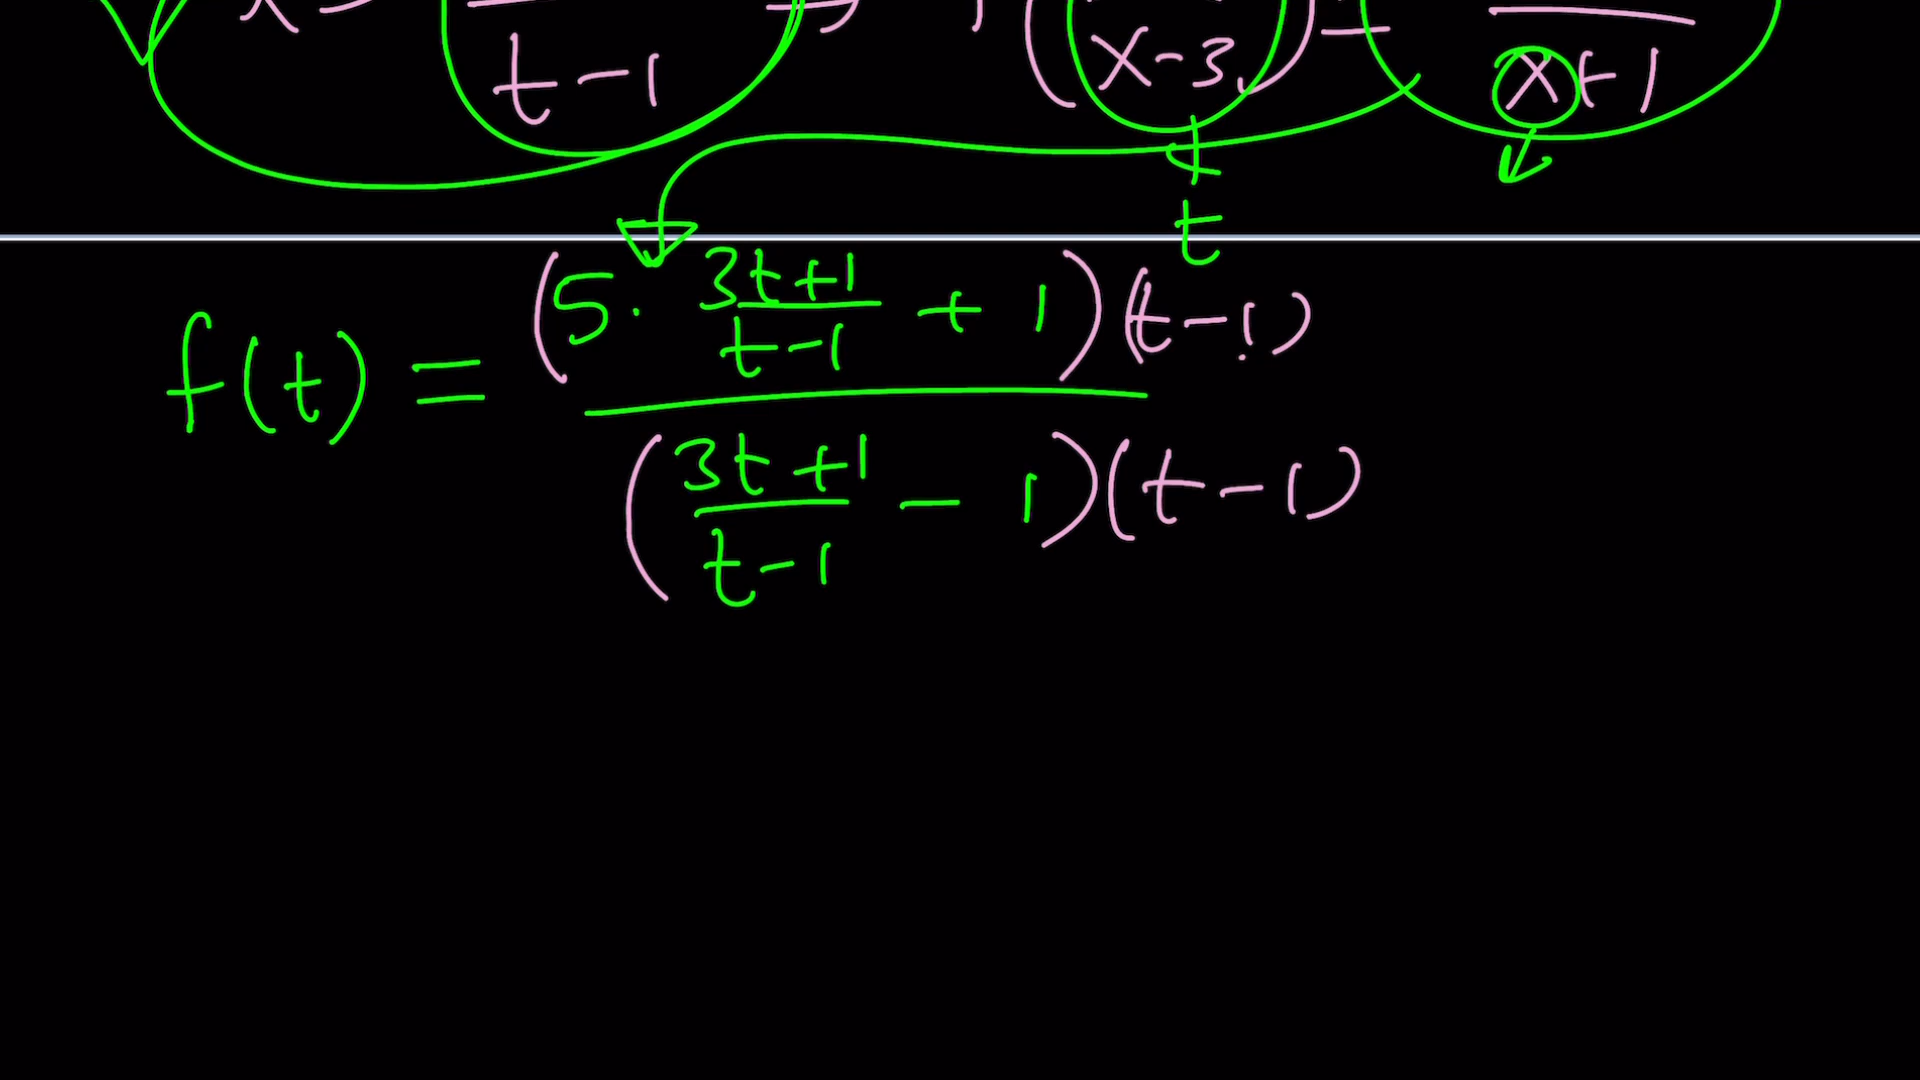 t-1 (x-3) = x+1
t
f(t) = (5· (3t+1)/(t-1) + 1)(t-1)
((3t+1)/(t-1) - 1)(t-1)